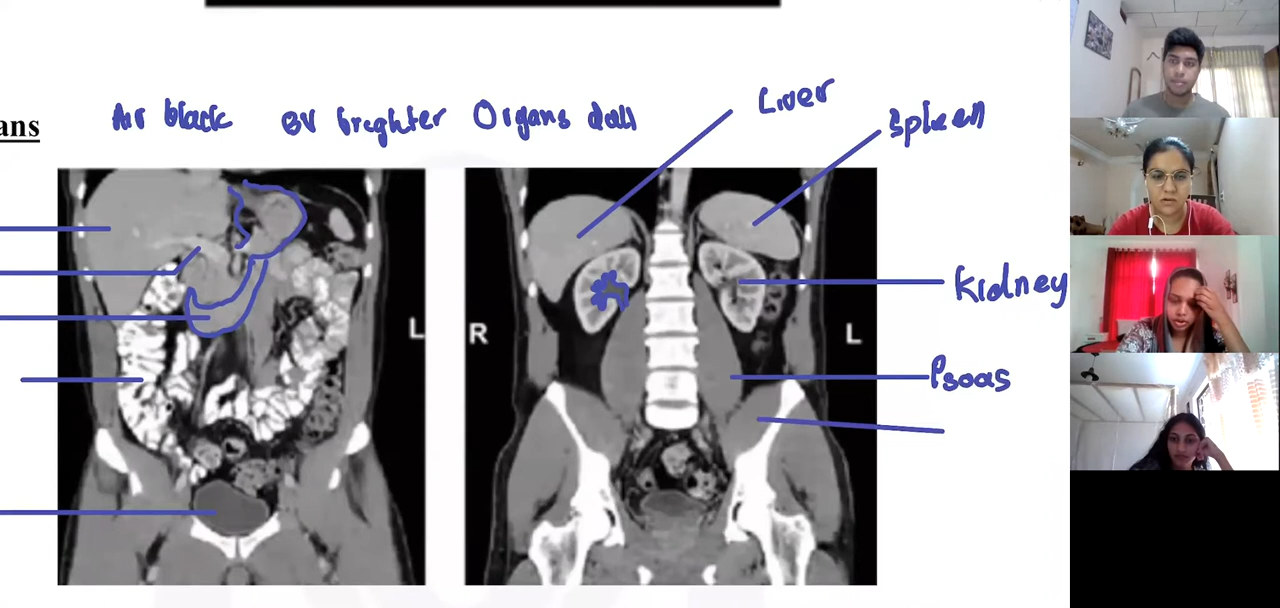 ans
Air black BV brighter Organs dull
Liver
Spleen
L
R
L
Kidney
Psoas